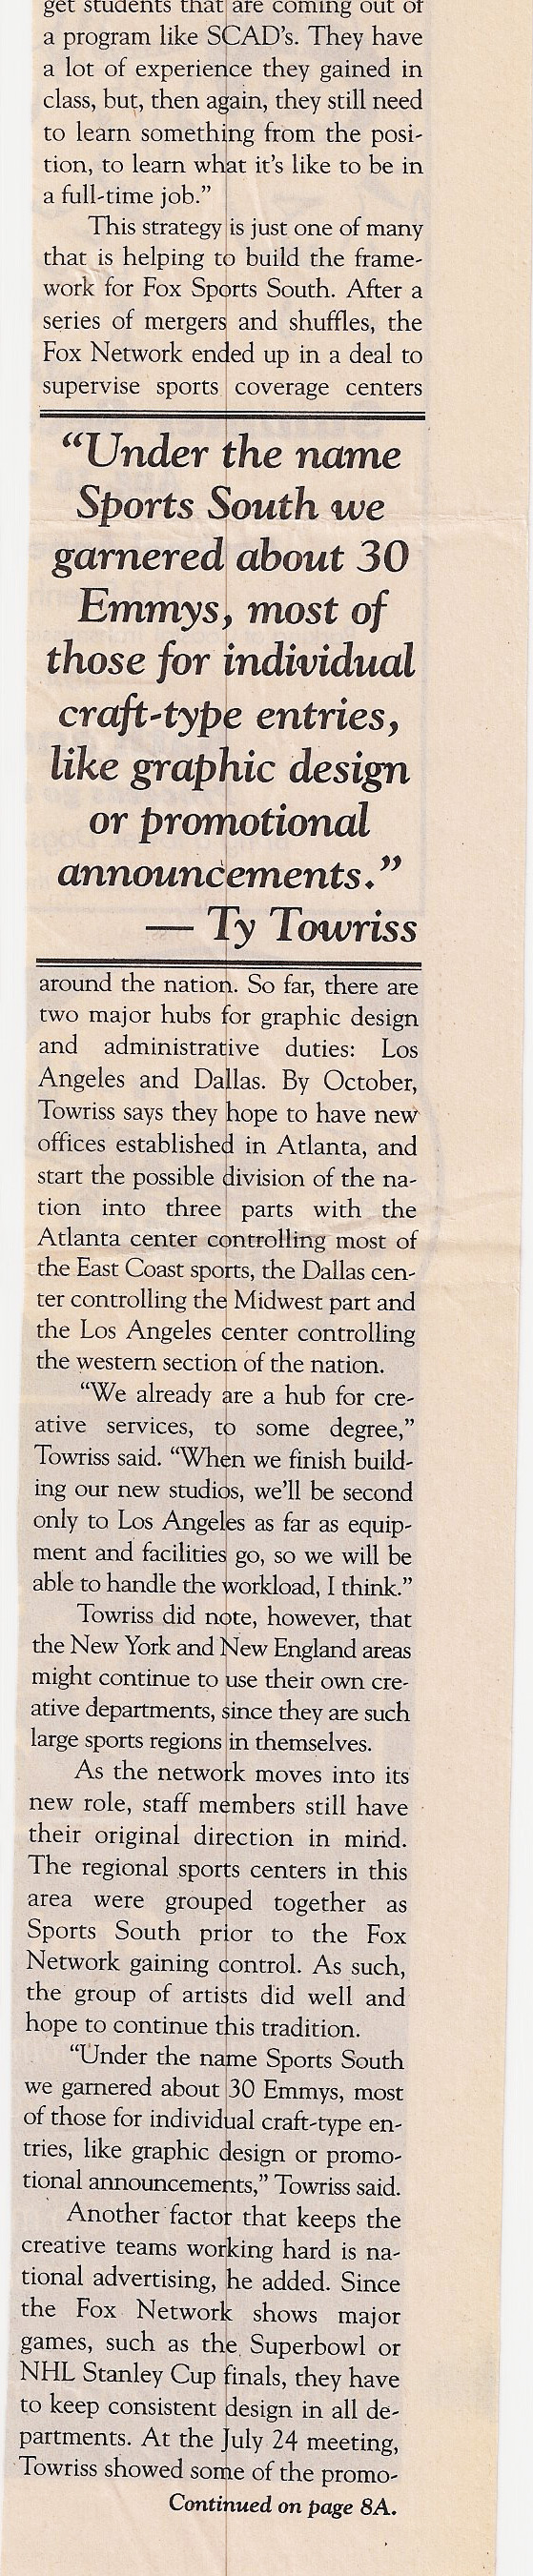 get students that are coming out of
a program like SCAD's. They have
a lot of experience they gained in
class, but, then again, they still need
to learn something from the posi-
tion, to learn what it's like to be in
a full-time job."
This strategy is just one of many
that is helping to build the frame-
work for Fox Sports South. After a
series of mergers and shuffles, the
Fox Network ended up in a deal to
supervise sports coverage centers
“Under the name
Sports South we
garnered about 30
Emmys, most of
those for individual
craft-type entries,
like graphic design
or promotional
announcements.”
— Ty Towriss
around the nation. So far, there are
two major hubs for graphic design
and administrative duties: Los
Angeles and Dallas. By October,
Towriss says they hope to have new
offices established in Atlanta, and
start the possible division of the na-
tion into three parts with the
Atlanta center controlling most of
the East Coast sports, the Dallas cen-
ter controlling the Midwest part and
the Los Angeles center controlling
the western section of the nation.
“We already are a hub for cre-
ative services, to some degree,”
Towriss said. “When we finish build-
ing our new studios, we'll be second
only to Los Angeles as far as equip-
ment and facilities go, so we will be
able to handle the workload, I think.”
Towriss did note, however, that
the New York and New England areas
might continue to use their own cre-
ative departments, since they are such
large sports regions in themselves.
As the network moves into its
new role, staff members still have
their original direction in mind.
The regional sports centers in this
area were grouped together as
Sports South prior to the Fox
Network gaining control. As such,
the group of artists did well and
hope to continue this tradition.
“Under the name Sports South
we garnered about 30 Emmys, most
of those for individual craft-type en-
tries, like graphic design or promo-
tional announcements,” Towriss said.
Another factor that keeps the
creative teams working hard is na-
tional advertising, he added. Since
the Fox Network shows major
games, such as the Superbowl or
NHL Stanley Cup finals, they have
to keep consistent design in all de-
partments. At the July 24 meeting,
Towriss showed some of the promo-
Continued on page 8A.